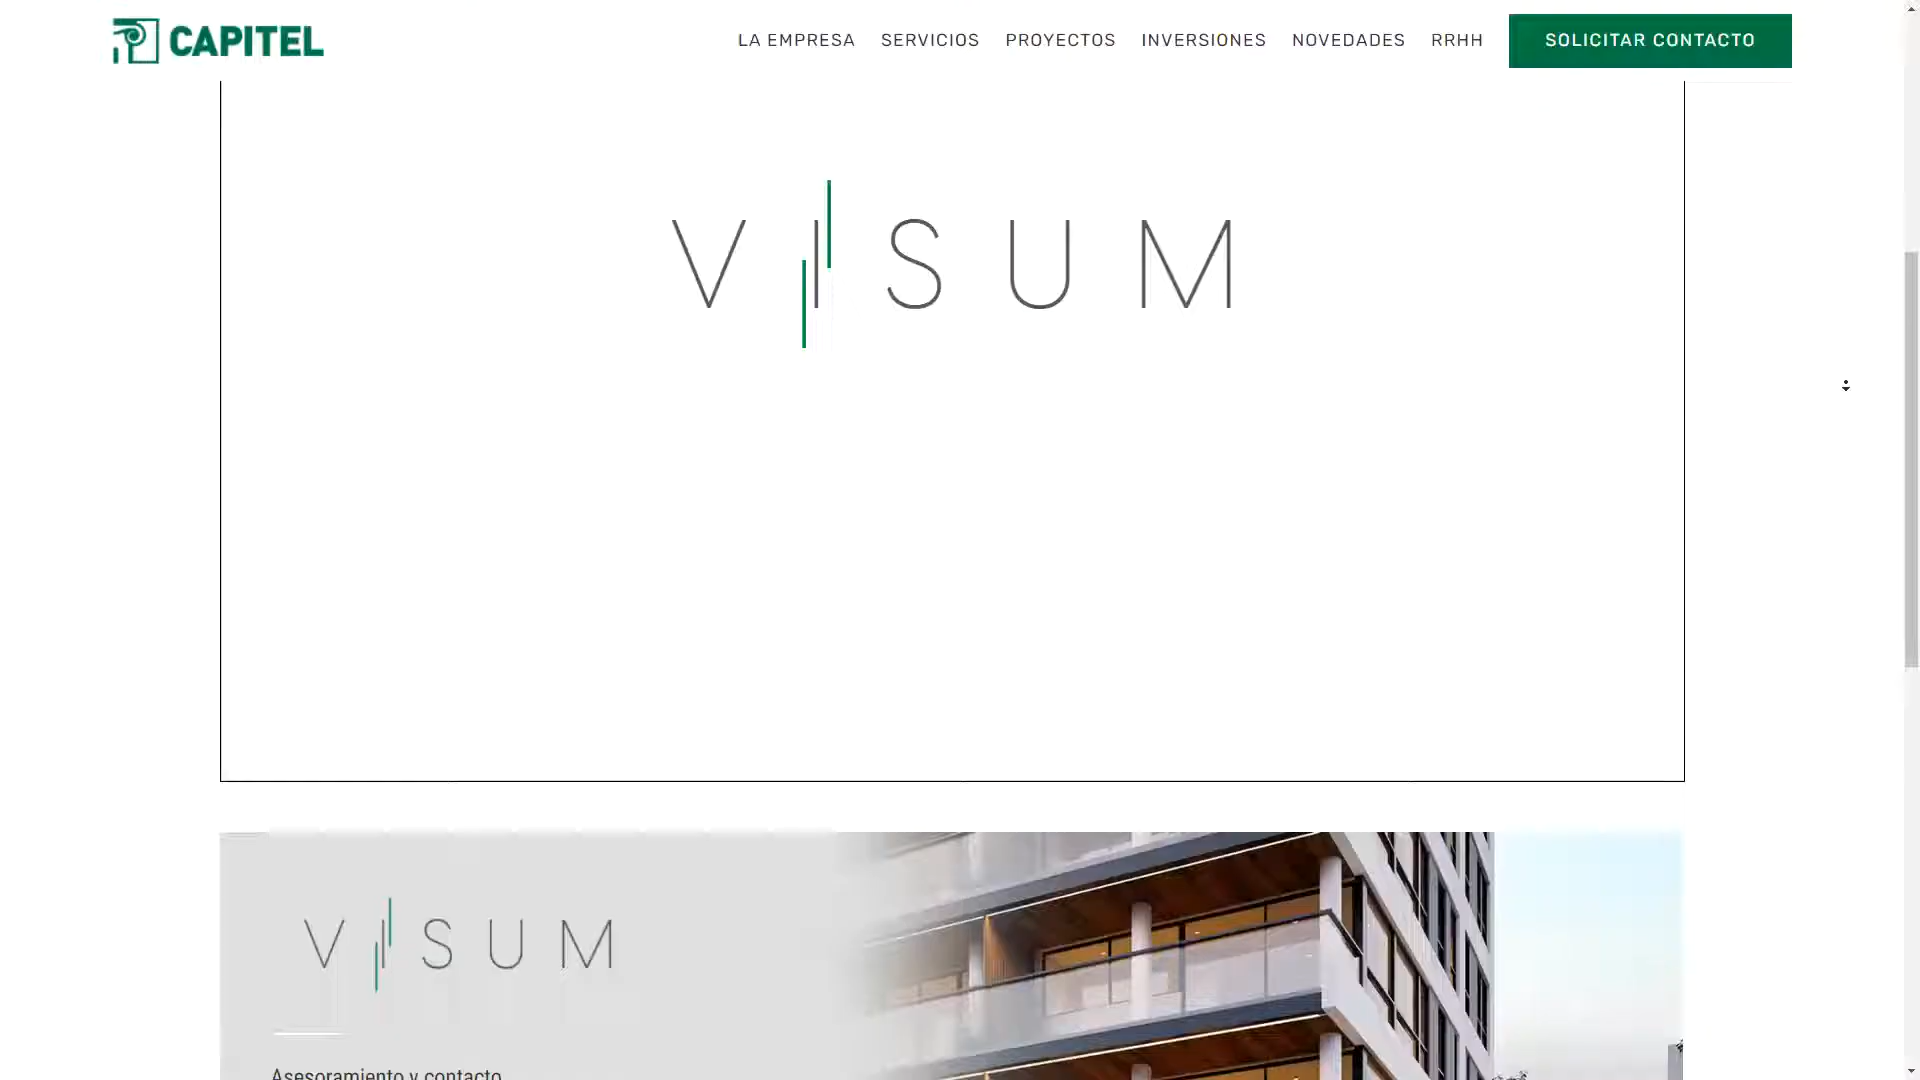 CAPITEL
LA EMPRESA SERVICIOS PROYECTOS INVERSIONES NOVEDADES RRHH SOLICITAR CONTACTO
VISUM
VISUM
Asesoramiento y contacto